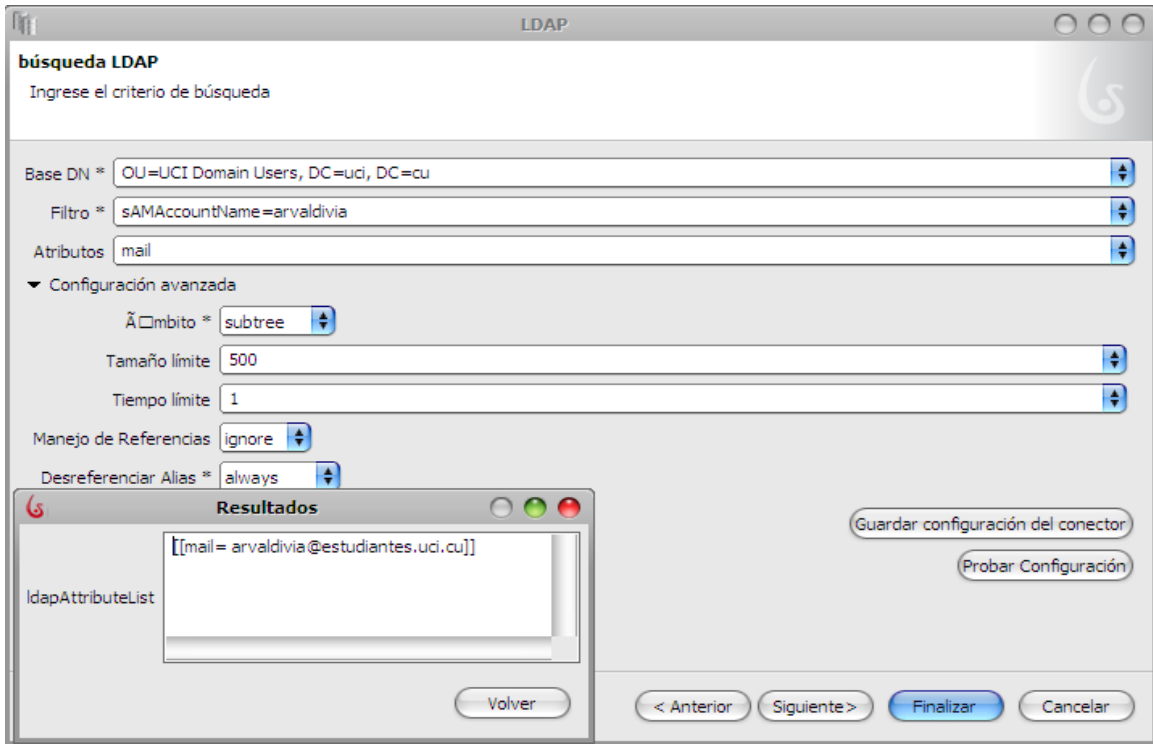 LDAP
búsqueda LDAP
Ingrese el criterio de búsqueda
Base DN * OU=UCI Domain Users, DC=uci, DC=cu
Filtro * sAMAccountName=arvaldivia
Atributos mail
Configuración avanzada
Ã□mbito * subtree
Tamaño límite 500
Tiempo límite 1
Manejo de Referencias ignore
Desreferenciar Alias * always
Resultados
[[mail= arvaldivia@estudiantes.uci.cu]]
ldapAttributeList
Volver
Guardar configuración del conector
Probar Configuración
< Anterior Siguiente > Finalizar Cancelar